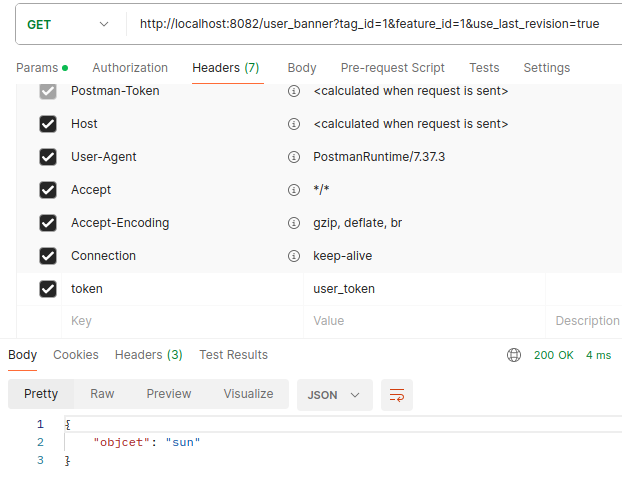 GET http://localhost:8082/user_banner?tag_id=1&feature_id=1&use_last_revision=true
Params Authorization Headers (7) Body Pre-request Script Tests Settings
Postman-Token <calculated when request is sent>
Host <calculated when request is sent>
User-Agent PostmanRuntime/7.37.3
Accept */*
Accept-Encoding gzip, deflate, br
Connection keep-alive
token user_token
Key Value Description
Body Cookies Headers (3) Test Results 200 OK 4 ms
Pretty Raw Preview Visualize JSON
1 {
2 "objcet": "sun"
3 }